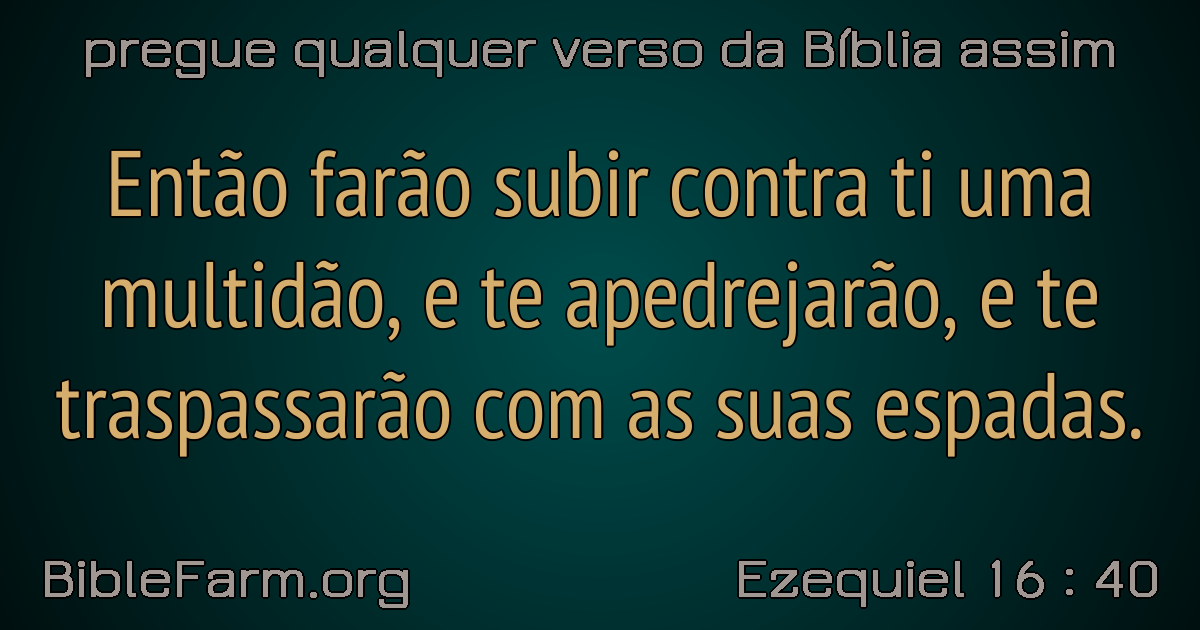 pregue qualquer verso da Bíblia assim
Então farão subir contra ti uma
multidão, e te apedrejarão, e te
traspassarão com as suas espadas.
BibleFarm.org
Ezequiel 16 : 40